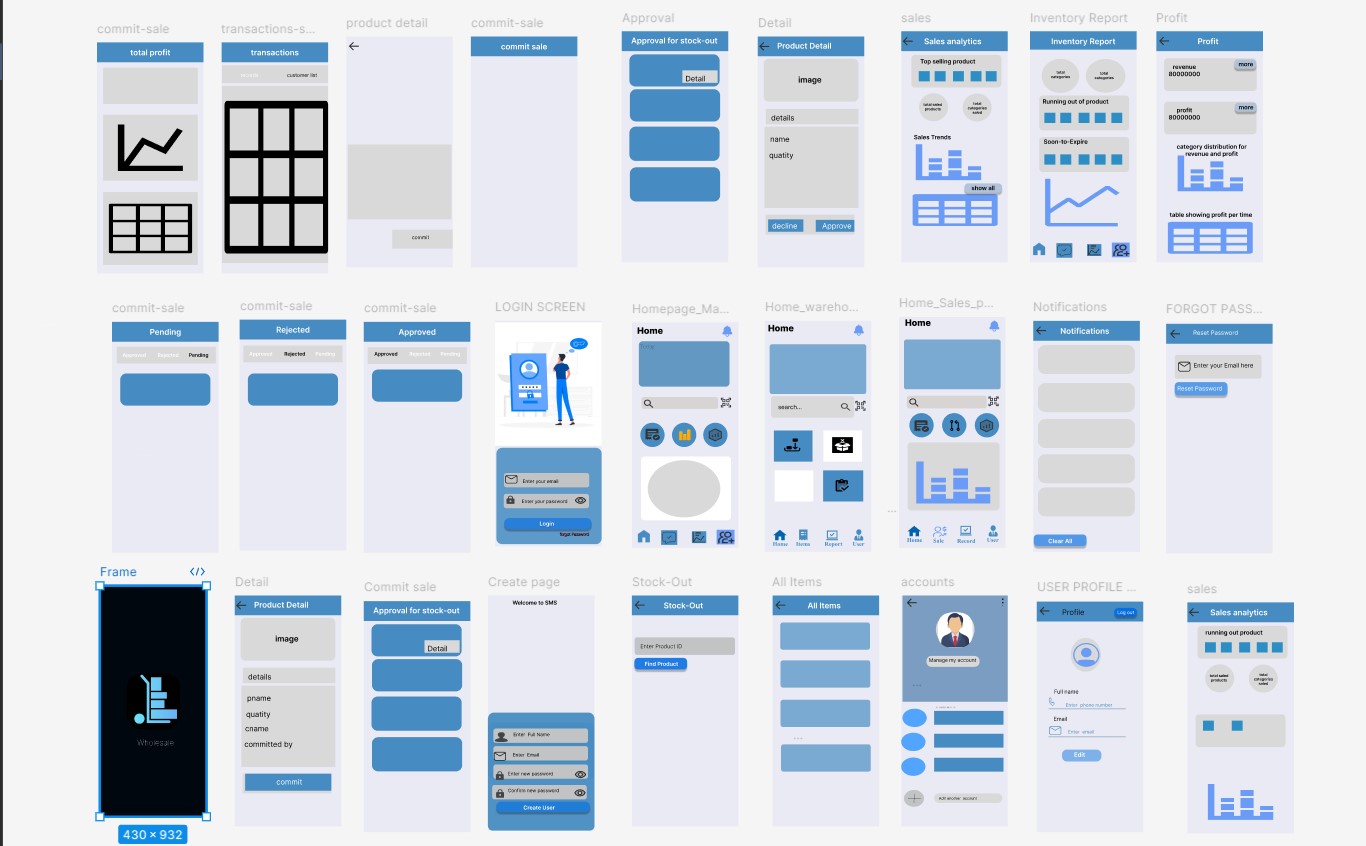 commit-sale
total profit
transactions-s...
transactions
customer list
product detail
commit
commit-sale
commit sale
Approval
Approval for stock-out
Detail
Detail
Product Detail
image
details
name
quatity
decline
Approve
sales
Sales analytics
Top selling product
total sales
products
total
categories
saled
Sales Trends
show all
Inventory Report
Inventory Report
total
categories
total
categories
Running out of product
Soon-to-Expire
Profit
Profit
revenue
80000000
more
profit
80000000
more
category distribution for
revenue and profit
table showing profit per time
commit-sale
Pending
Approved
Rejected
Pending
commit-sale
Rejected
Approved
Rejected
Pending
commit-sale
Approved
Approved
Rejected
Pending
LOGIN SCREEN
Enter your email
Enter your password
Login
forgot Password
Homepage_Ma...
Home
Home_wareho...
Home
search...
Home
Items
Report
User
Home_Sales_p...
Home
Home
Sale
Record
User
Notifications
Notifications
Clear All
FORGOT PASS...
Reset Password
Enter your Email here
Reset Password
Frame
Wholesale
430 × 932
Detail
Product Detail
image
details
pname
quatity
cname
committed by
commit
Commit sale
Approval for stock-out
Detail
Create page
Welcome to SMS
Enter Full Name
Enter Email
Enter new password
Confirm new password
Create User
Stock-Out
Stock-Out
Enter Product ID
Find Product
All Items
All Items
....
accounts
Manage my account
....
Add another account
USER PROFILE ...
Profile
Log out
Full name
Enter phone number
Email
Enter email
Edit
sales
Sales analytics
running out product
total sales
products
total
categories
saled